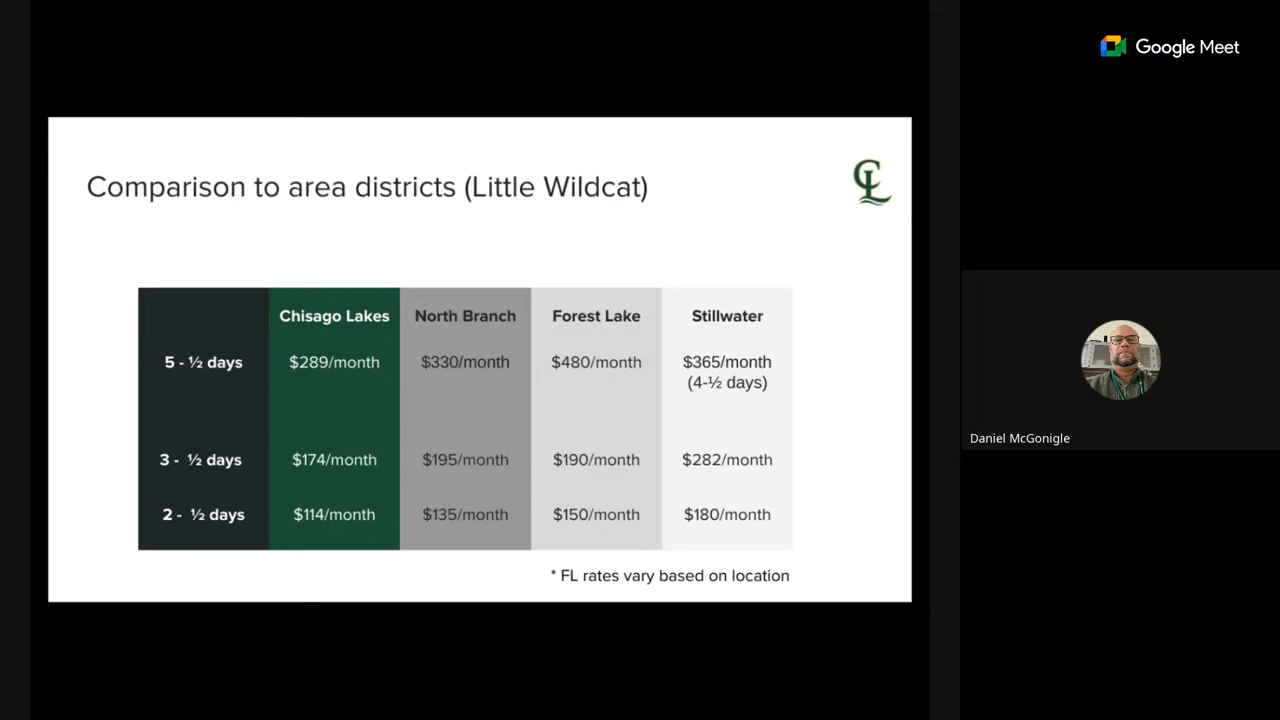 Google Meet
Comparison to area districts (Little Wildcat)
CL
Chisago Lakes North Branch Forest Lake Stillwater
5 - ½ days $289/month $330/month $480/month $365/month
(4-½ days)
3 - ½ days $174/month $195/month $190/month $282/month
2 - ½ days $114/month $135/month $150/month $180/month
* FL rates vary based on location
Daniel McGonigle